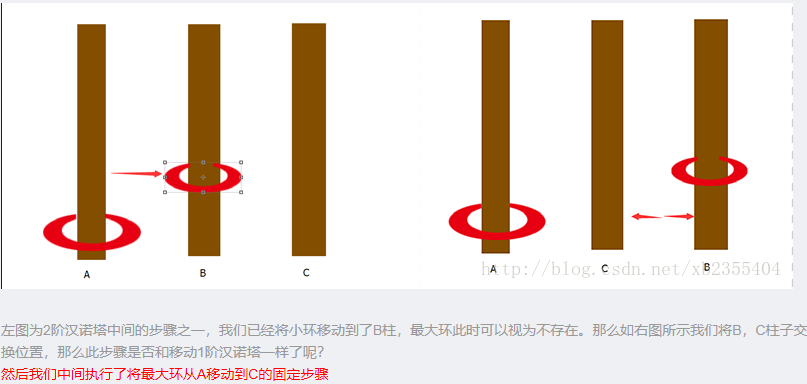 A
B
C
A
C
B
http://blog.csdn.net/xb2355404
左图为2阶汉诺塔中间的步骤之一，我们已经将小环移动到了B柱，最大环此时可以视为不存在。那么如右图所示我们将B，C柱子交
换位置，那么此步骤是否和移动1阶汉诺塔一样了呢？
然后我们中间执行了将最大环从A移动到C的固定步骤